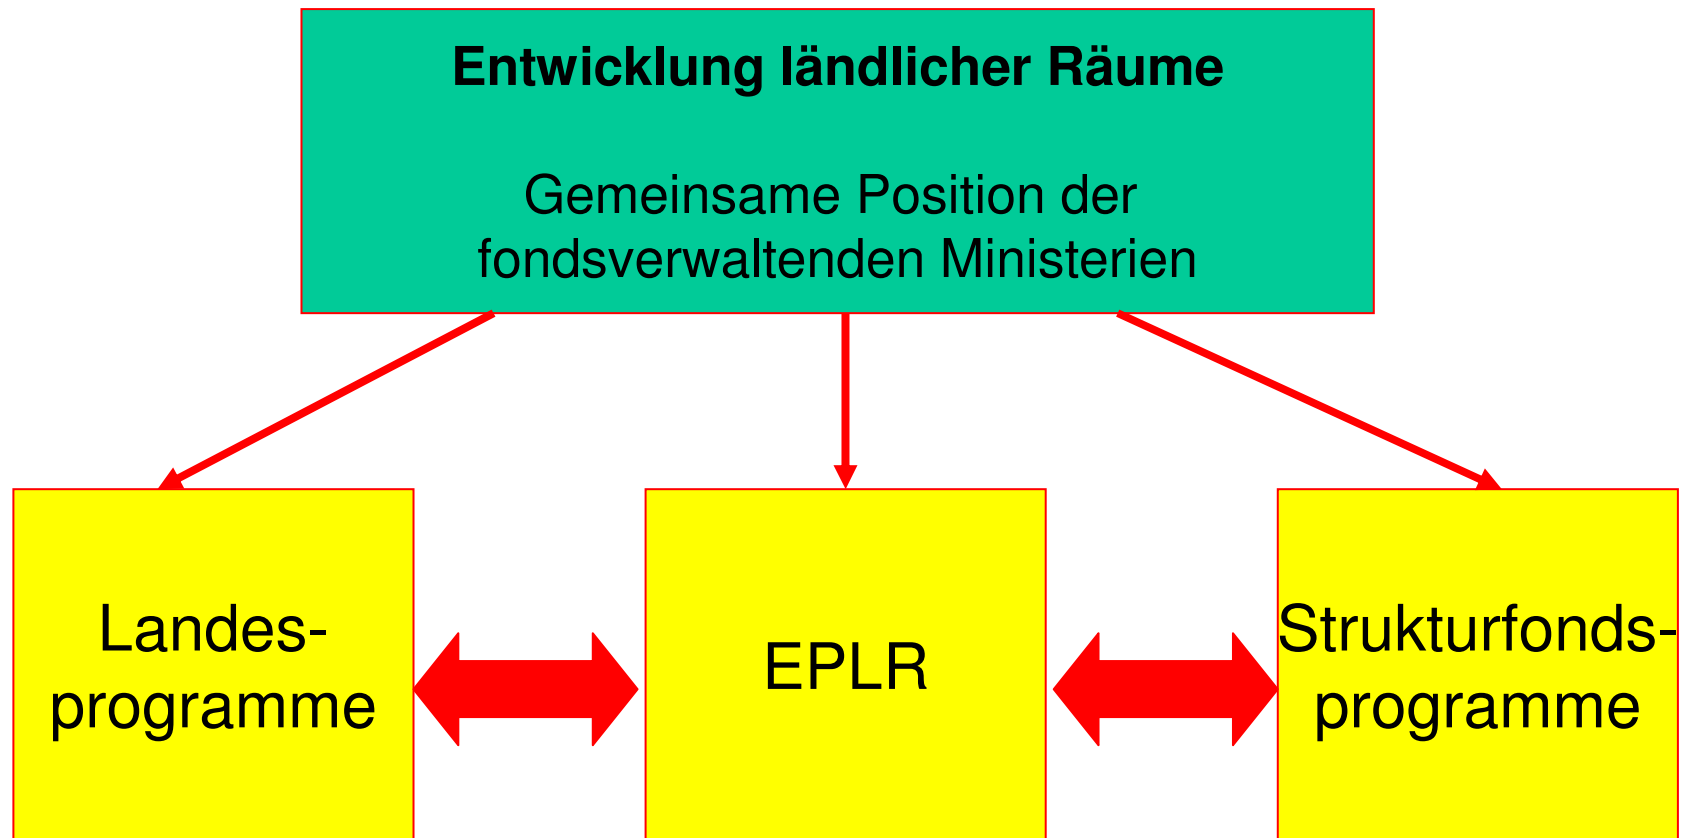 Entwicklung ländlicher Räume
Gemeinsame Position der
fondsverwaltenden Ministerien
Landes-
programme
EPLR
Strukturfonds-
programme